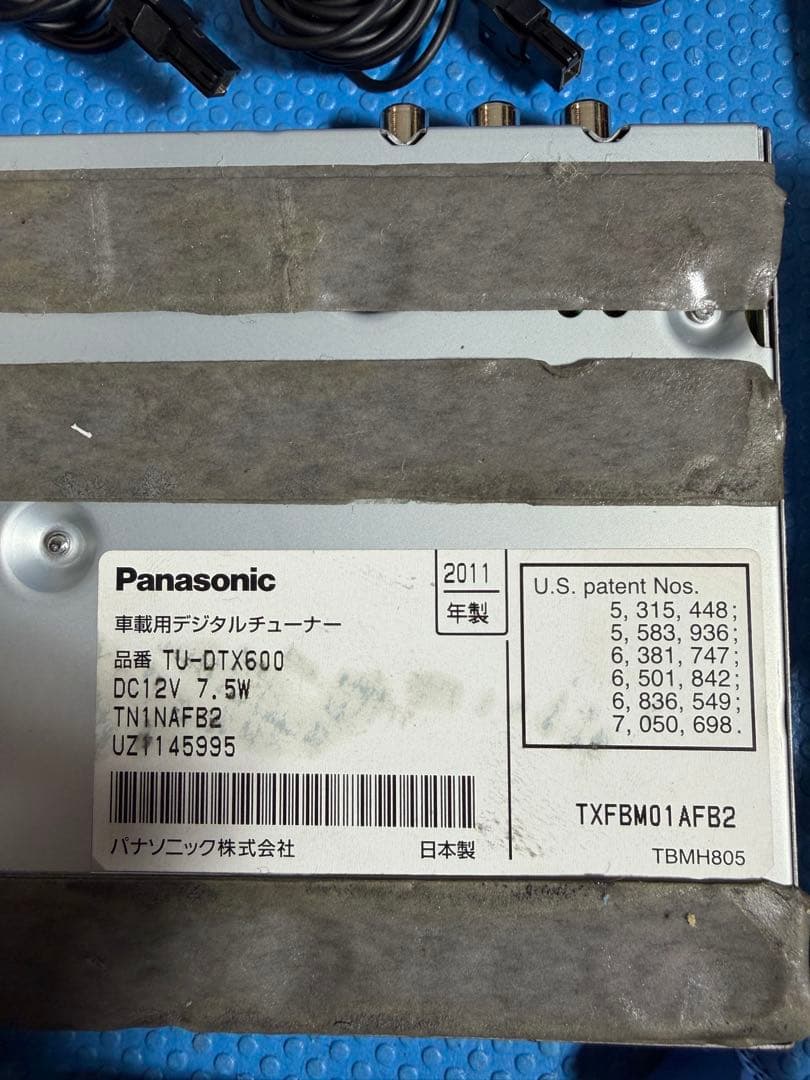 Panasonic
2011
年製
車載用デジタルチューナー
品番 TU-DTX600
DC12V 7.5W
TN1NAFB2
UZ1145995
パナソニック株式会社
日本製
U.S. patent Nos.
5, 315, 448;
5, 583, 936;
6, 381, 747;
6, 501, 842;
6, 836, 549;
7, 050, 698.
TXFBM01AFB2
TBMH805